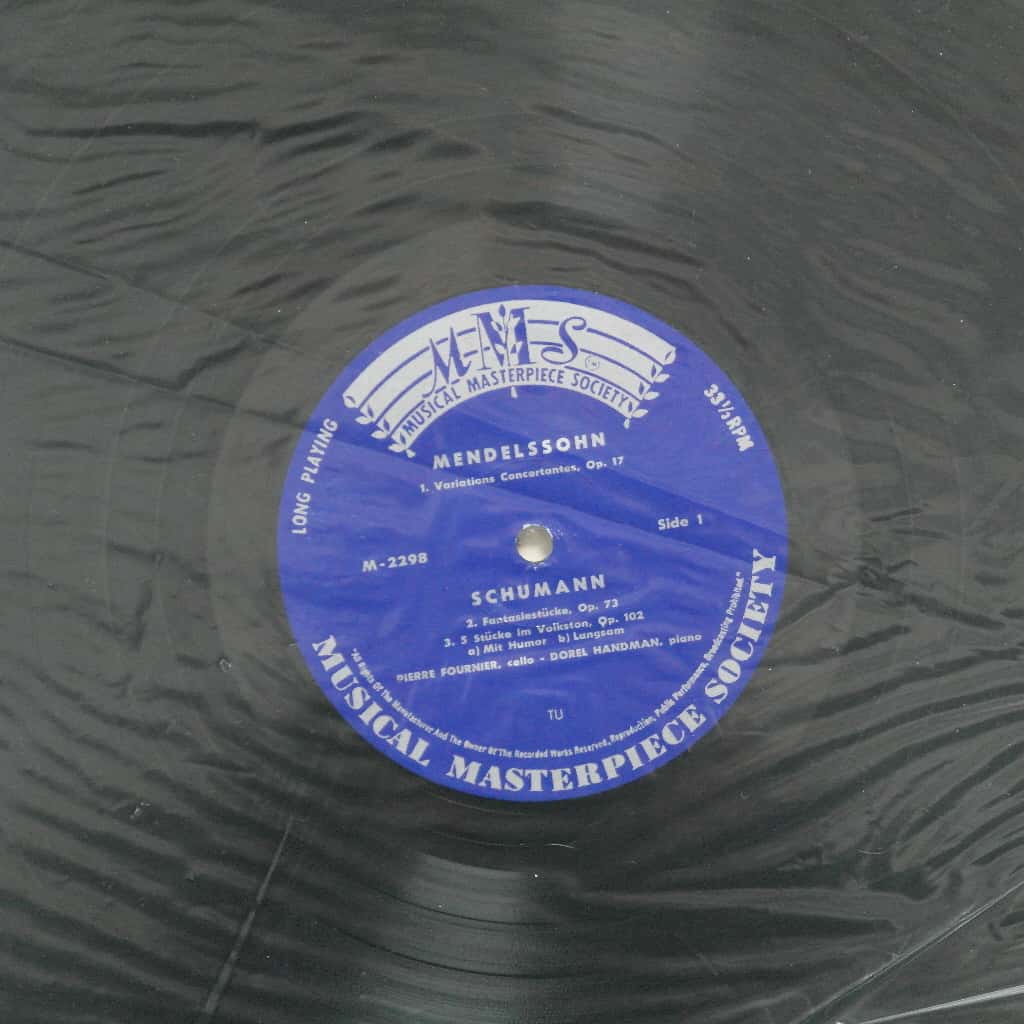 MMS
MUSICAL MASTERPIECE SOCIETY
LONG PLAYING
33⅓ RPM
MENDELSSOHN
1. Variations Concertantes, Op. 17
Side 1
M-2298
SCHUMANN
2. Fantasiestücke, Op. 73
3. 5 Stücke im Volkston, Op. 102
a) Mit Humor b) Langsam
PIERRE FOURNIER, cello - DOREL HANDMAN, piano
TU
"All Rights Of The Manufacturer And The Owner Of The Recorded Works Reserved, Reproduction, Public Performance, Broadcasting Prohibited."
MUSICAL MASTERPIECE SOCIETY